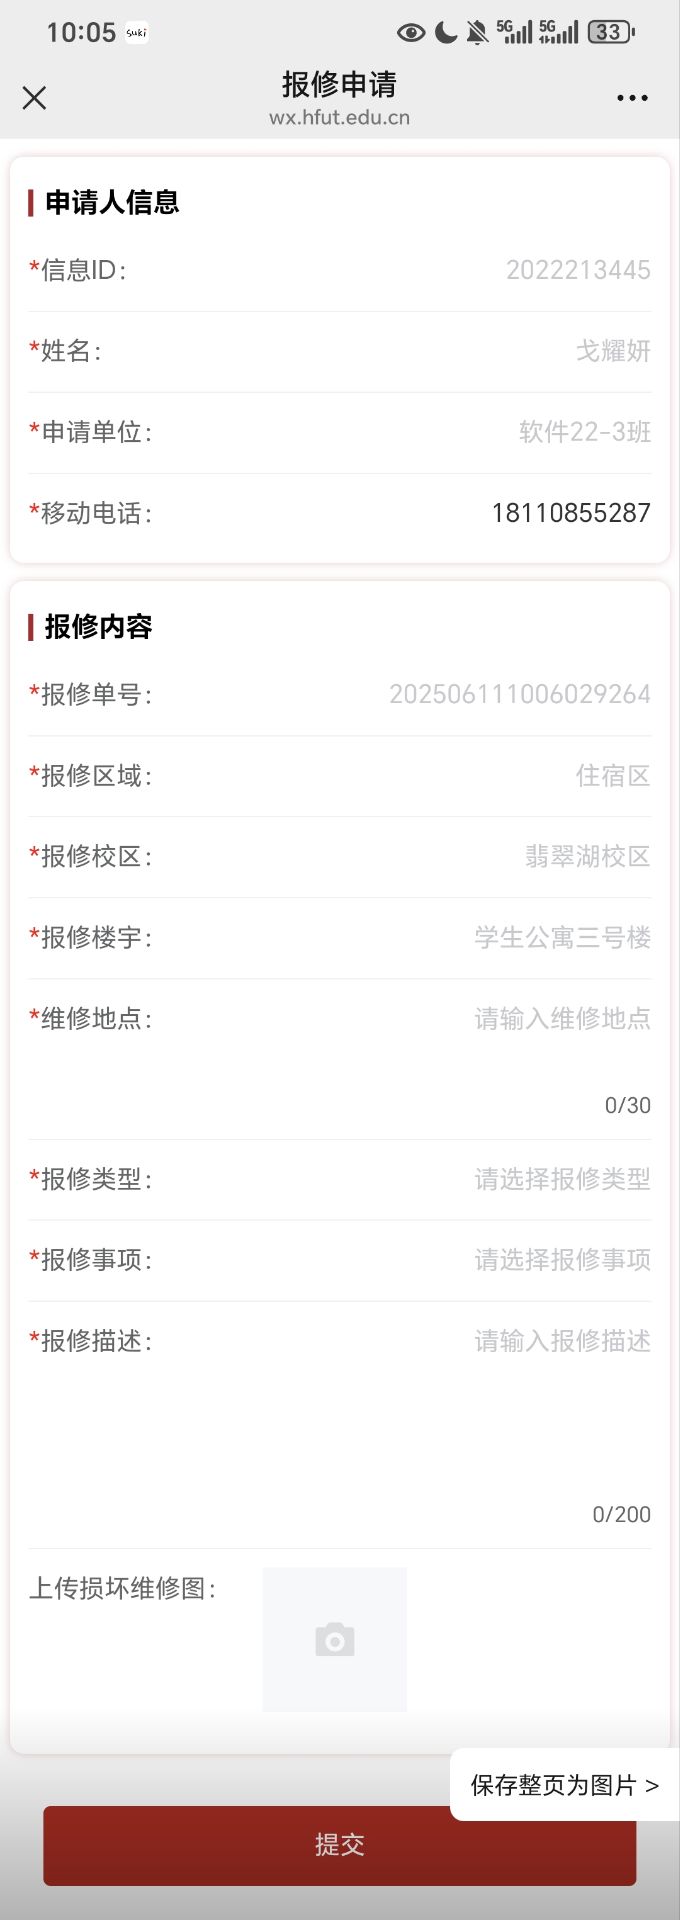 10:05 suki 5G 5G 33
报修申请
wx.hfut.edu.cn
申请人信息
*信息ID: 2022213445
*姓名: 戈耀妍
*申请单位: 软件22-3班
*移动电话: 18110855287
报修内容
*报修单号: 202506111006029264
*报修区域: 住宿区
*报修校区: 翡翠湖校区
*报修楼宇: 学生公寓三号楼
*维修地点: 请输入维修地点
0/30
*报修类型: 请选择报修类型
*报修事项: 请选择报修事项
*报修描述: 请输入报修描述
0/200
上传损坏维修图:
保存整页为图片 >
提交